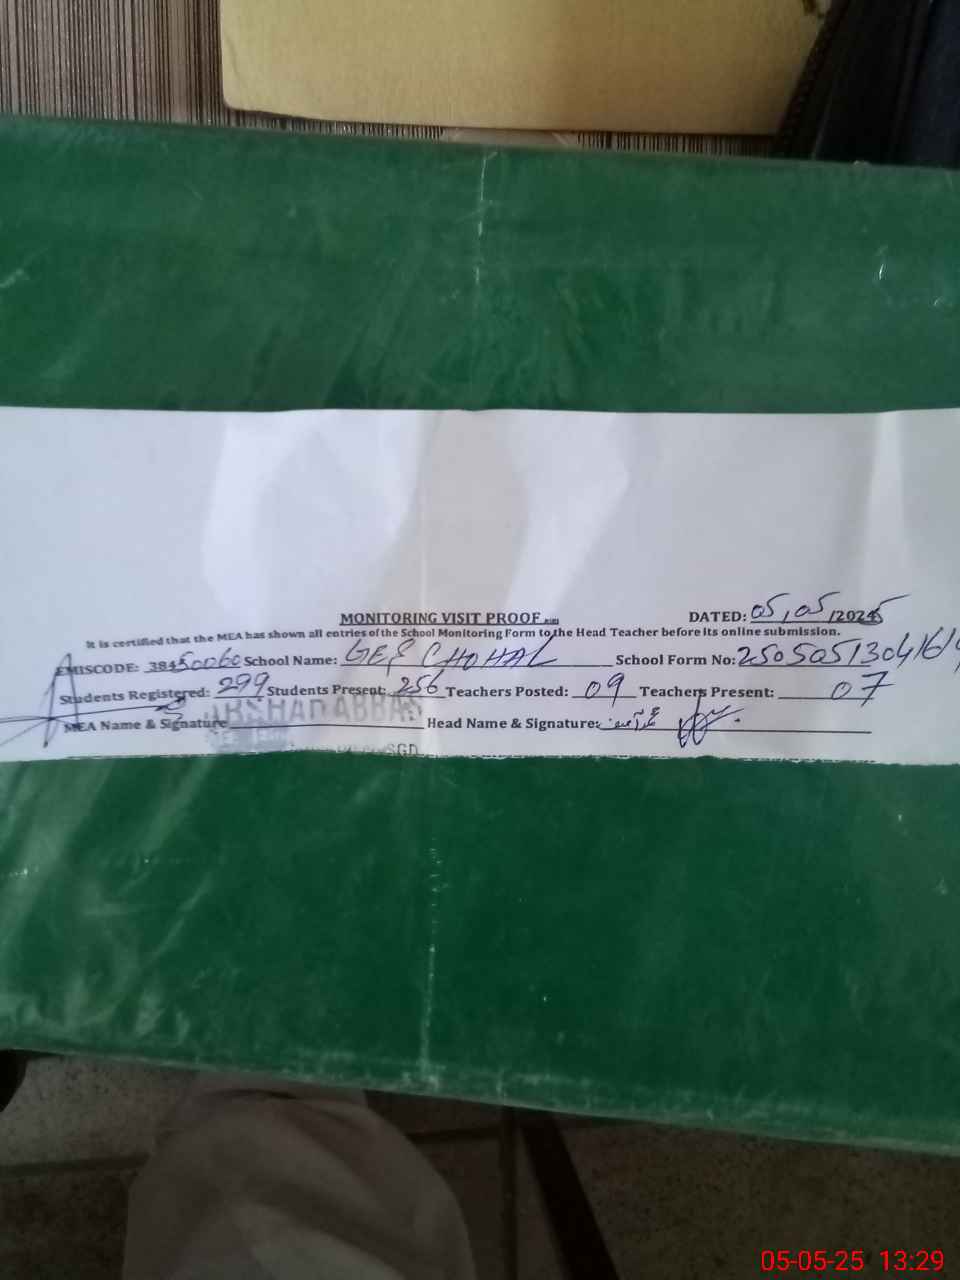 MONITORING VISIT PROOF
DATED: 05,05,/2025
It is certified that the MEA has shown all entries of the School Monitoring Form to the Head Teacher before its online submission.
EMISCODE: 38450060 School Name: GES CHOHAL School Form No: 2505051304161
Students Registered: 299 Students Present: 256 Teachers Posted: 09 Teachers Present: 07
MEA Name & Signature ARSHAD ABBAS Head Name & Signature:
SGD
05-05-25 13:29